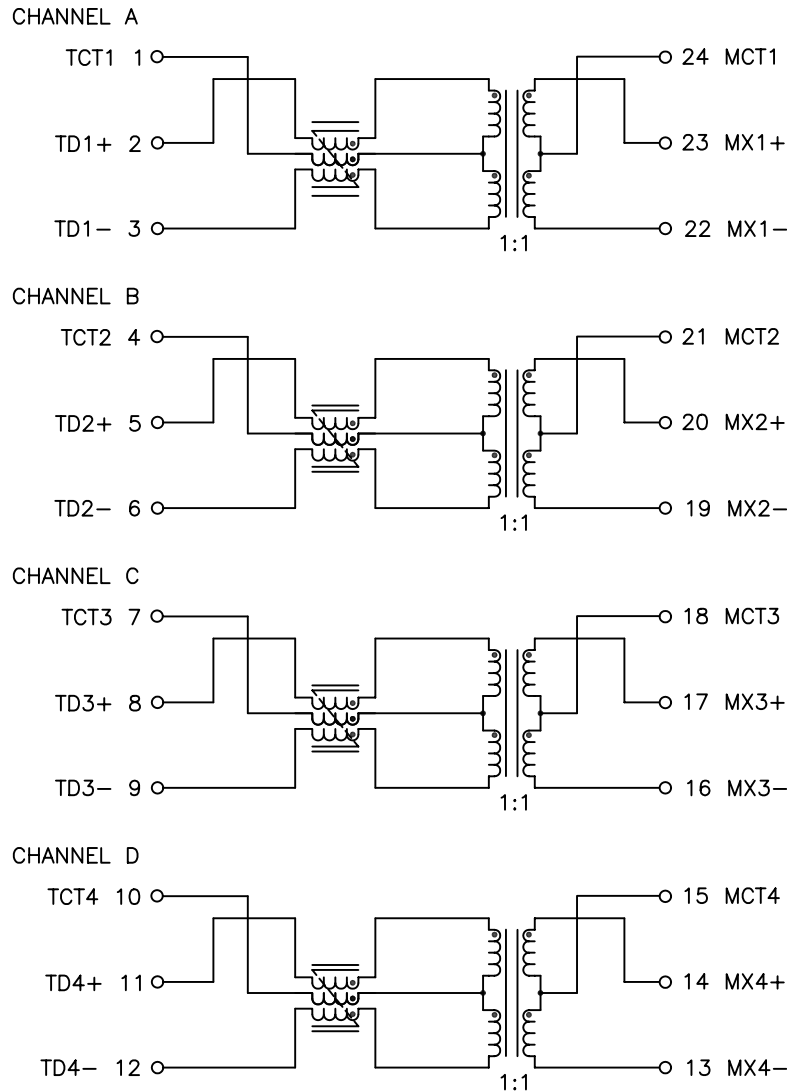 CHANNEL A
TCT1 1 24 MCT1
TD1+ 2 23 MX1+
TD1− 3 22 MX1−
1:1
CHANNEL B
TCT2 4 21 MCT2
TD2+ 5 20 MX2+
TD2− 6 19 MX2−
1:1
CHANNEL C
TCT3 7 18 MCT3
TD3+ 8 17 MX3+
TD3− 9 16 MX3−
1:1
CHANNEL D
TCT4 10 15 MCT4
TD4+ 11 14 MX4+
TD4− 12 13 MX4−
1:1